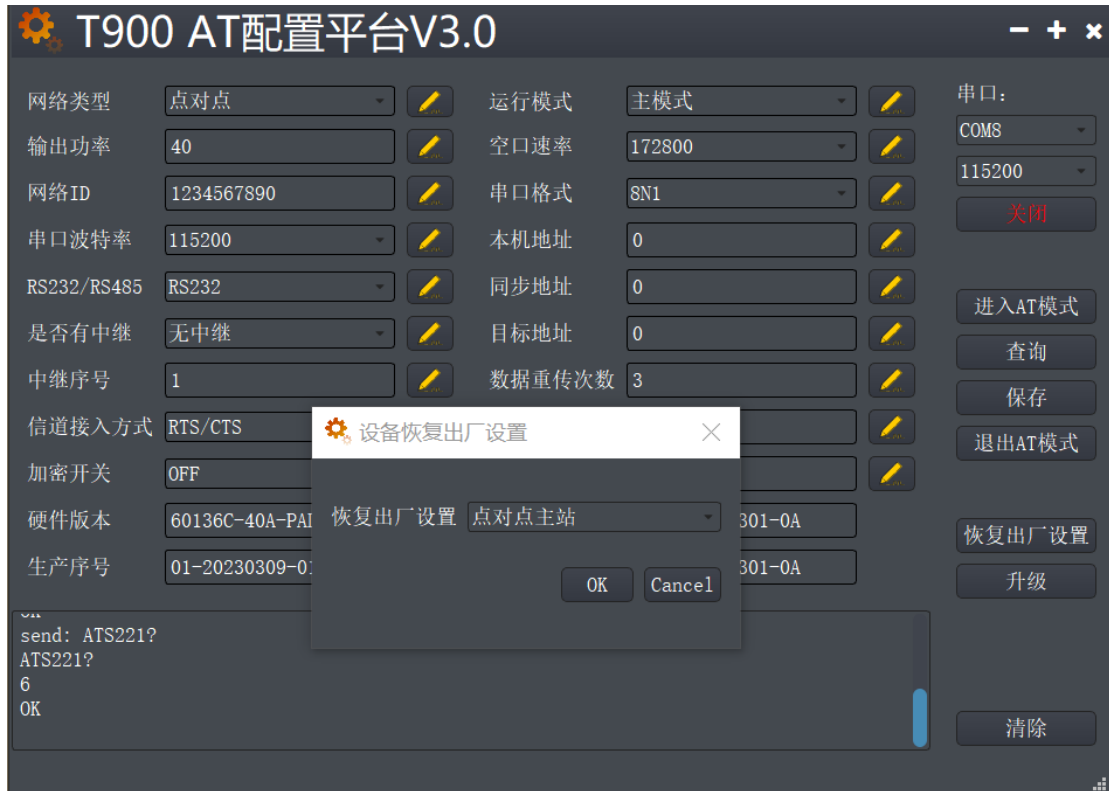 T900 AT配置平台V3.0
网络类型 点对点 运行模式 主模式 串口：
输出功率 40 空口速率 172800 COM8
网络ID 1234567890 串口格式 8N1 115200
关闭
串口波特率 115200 本机地址 0
RS232/RS485 RS232 同步地址 0
进入AT模式
是否有中继 无中继 目标地址 0
查询
中继序号 1 数据重传次数 3
保存
信道接入方式 RTS/CTS
退出AT模式
设备恢复出厂设置
加密开关 OFF
硬件版本 60136C-40A-PA
恢复出厂设置 点对点主站
301-0A
恢复出厂设置
生产序号 01-20230309-01
OK Cancel
301-0A
升级
send: ATS221?
ATS221?
6
OK
清除